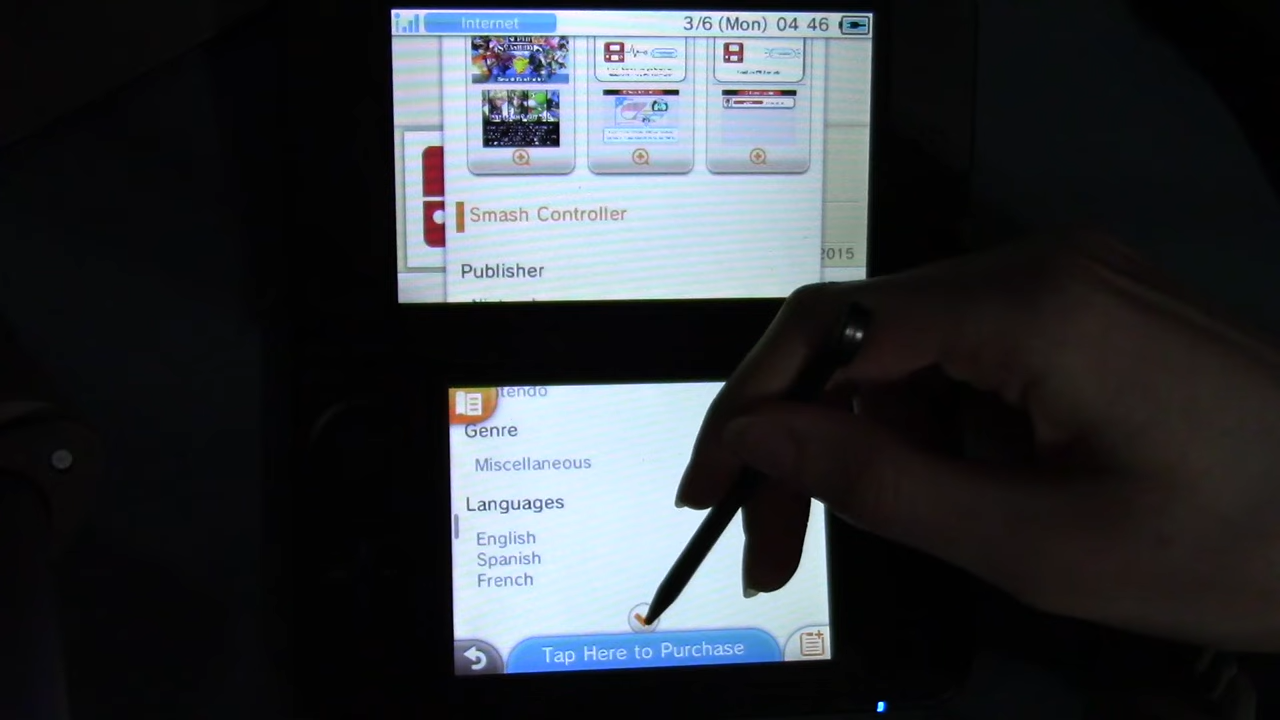 Internet
3/6 (Mon) 04 46
Smash Controller
2015
Publisher
tendo
Genre
Miscellaneous
Languages
English
Spanish
French
Tap Here to Purchase